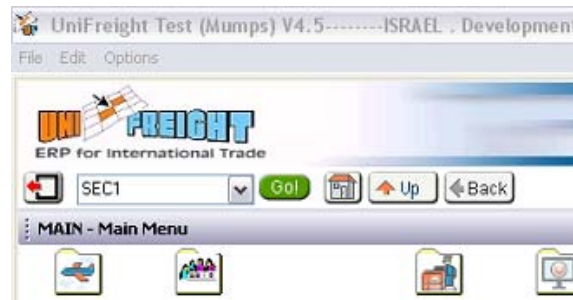 UniFreight Test (Mumps) V4.5--------ISRAEL . Development
File Edit Options
UNI FREIGHT
ERP for International Trade
SEC1 Go! Up Back
MAIN - Main Menu